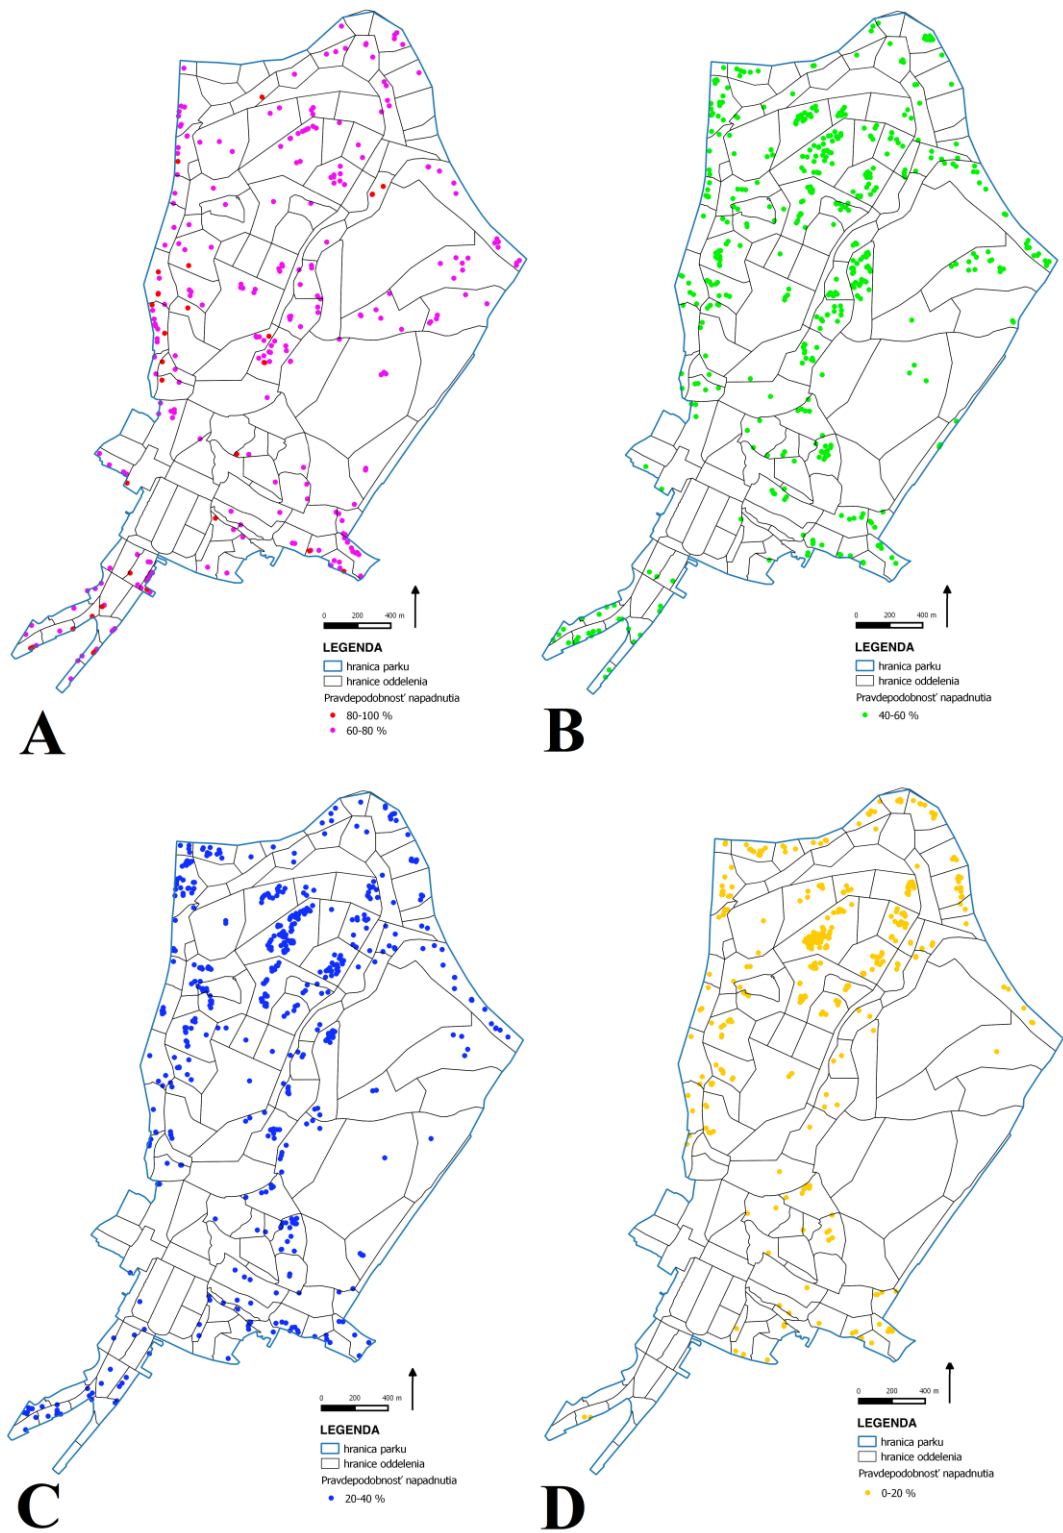 0 200 400 m
LEGENDA
hranica parku
hranice oddelenia
Pravdepodobnosť napadnutia
80-100 %
60-80 %
A
0 200 400 m
LEGENDA
hranica parku
hranice oddelenia
Pravdepodobnosť napadnutia
40-60 %
B
0 200 400 m
LEGENDA
hranica parku
hranice oddelenia
Pravdepodobnosť napadnutia
20-40 %
C
0 200 400 m
LEGENDA
hranica parku
hranice oddelenia
Pravdepodobnosť napadnutia
0-20 %
D